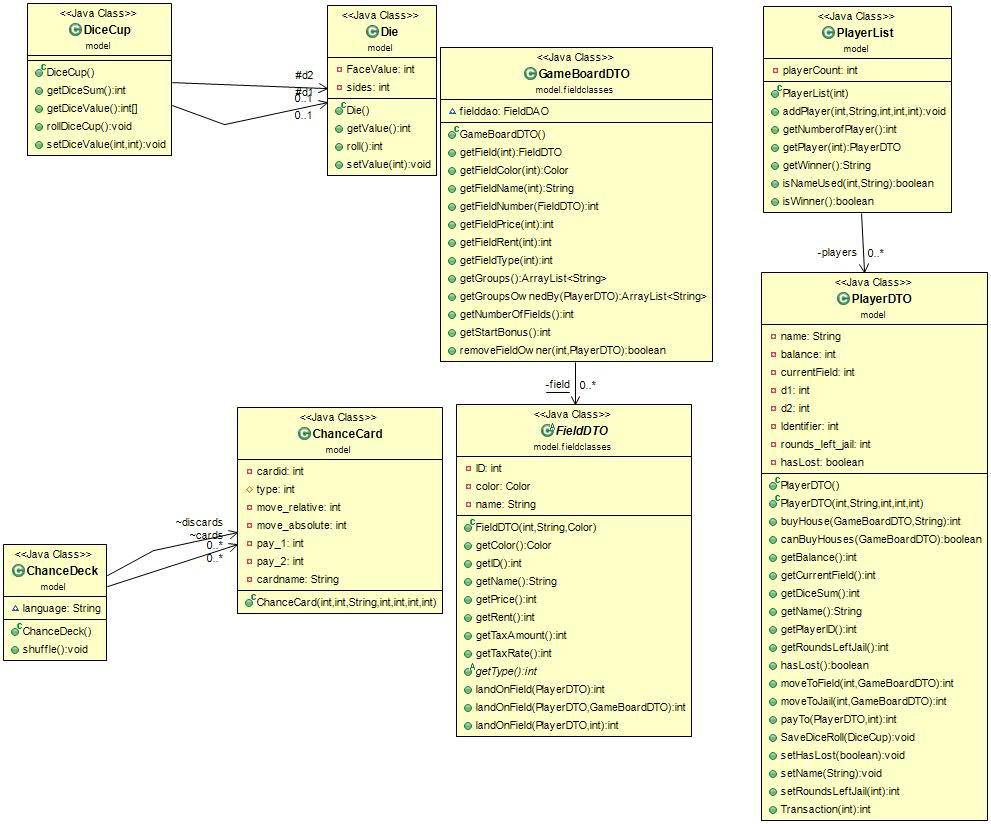 <<Java Class>>
DiceCup
model
DiceCup()
getDiceSum():int
getDiceValue():int[]
rollDiceCup():void
setDiceValue(int,int):void
#d2
0..1
#d1
0..1
<<Java Class>>
Die
model
FaceValue: int
sides: int
Die()
getValue():int
roll():int
setValue(int):void
<<Java Class>>
GameBoardDTO
model.fieldclasses
fielddao: FieldDAO
GameBoardDTO()
getField(int):FieldDTO
getFieldColor(int):Color
getFieldName(int):String
getFieldNumber(FieldDTO):int
getFieldPrice(int):int
getFieldRent(int):int
getFieldType(int):int
getGroups():ArrayList<String>
getGroupsOwnedBy(PlayerDTO):ArrayList<String>
getNumberOfFields():int
getStartBonus():int
removeFieldOwner(int,PlayerDTO):boolean
-field
0..*
<<Java Class>>
PlayerList
model
playerCount: int
PlayerList(int)
addPlayer(int,String,int,int,int):void
getNumberofPlayer():int
getPlayer(int):PlayerDTO
getWinner():String
isNameUsed(int,String):boolean
isWinner():boolean
-players
0..*
<<Java Class>>
PlayerDTO
model
name: String
balance: int
currentField: int
d1: int
d2: int
Identifier: int
rounds_left_jail: int
hasLost: boolean
PlayerDTO()
PlayerDTO(int,String,int,int,int)
buyHouse(GameBoardDTO,String):int
canBuyHouses(GameBoardDTO):boolean
getBalance():int
getCurrentField():int
getDiceSum():int
getName():String
getPlayerID():int
getRoundsLeftJail():int
hasLost():boolean
moveToField(int,GameBoardDTO):int
moveToJail(int,GameBoardDTO):int
payTo(PlayerDTO,int):int
SaveDiceRoll(DiceCup):void
setHasLost(boolean):void
setName(String):void
setRoundsLeftJail(int):int
Transaction(int):int
<<Java Class>>
ChanceCard
model
cardid: int
type: int
move_relative: int
move_absolute: int
pay_1: int
pay_2: int
cardname: String
ChanceCard(int,int,String,int,int,int,int)
<<Java Class>>
FieldDTO
model.fieldclasses
ID: int
color: Color
name: String
FieldDTO(int,String,Color)
getColor():Color
getID():int
getName():String
getPrice():int
getRent():int
getTaxAmount():int
getTaxRate():int
getType():int
landOnField(PlayerDTO):int
landOnField(PlayerDTO,GameBoardDTO):int
landOnField(PlayerDTO,int):int
~discards
~cards
0..*
0..*
<<Java Class>>
ChanceDeck
model
language: String
ChanceDeck()
shuffle():void